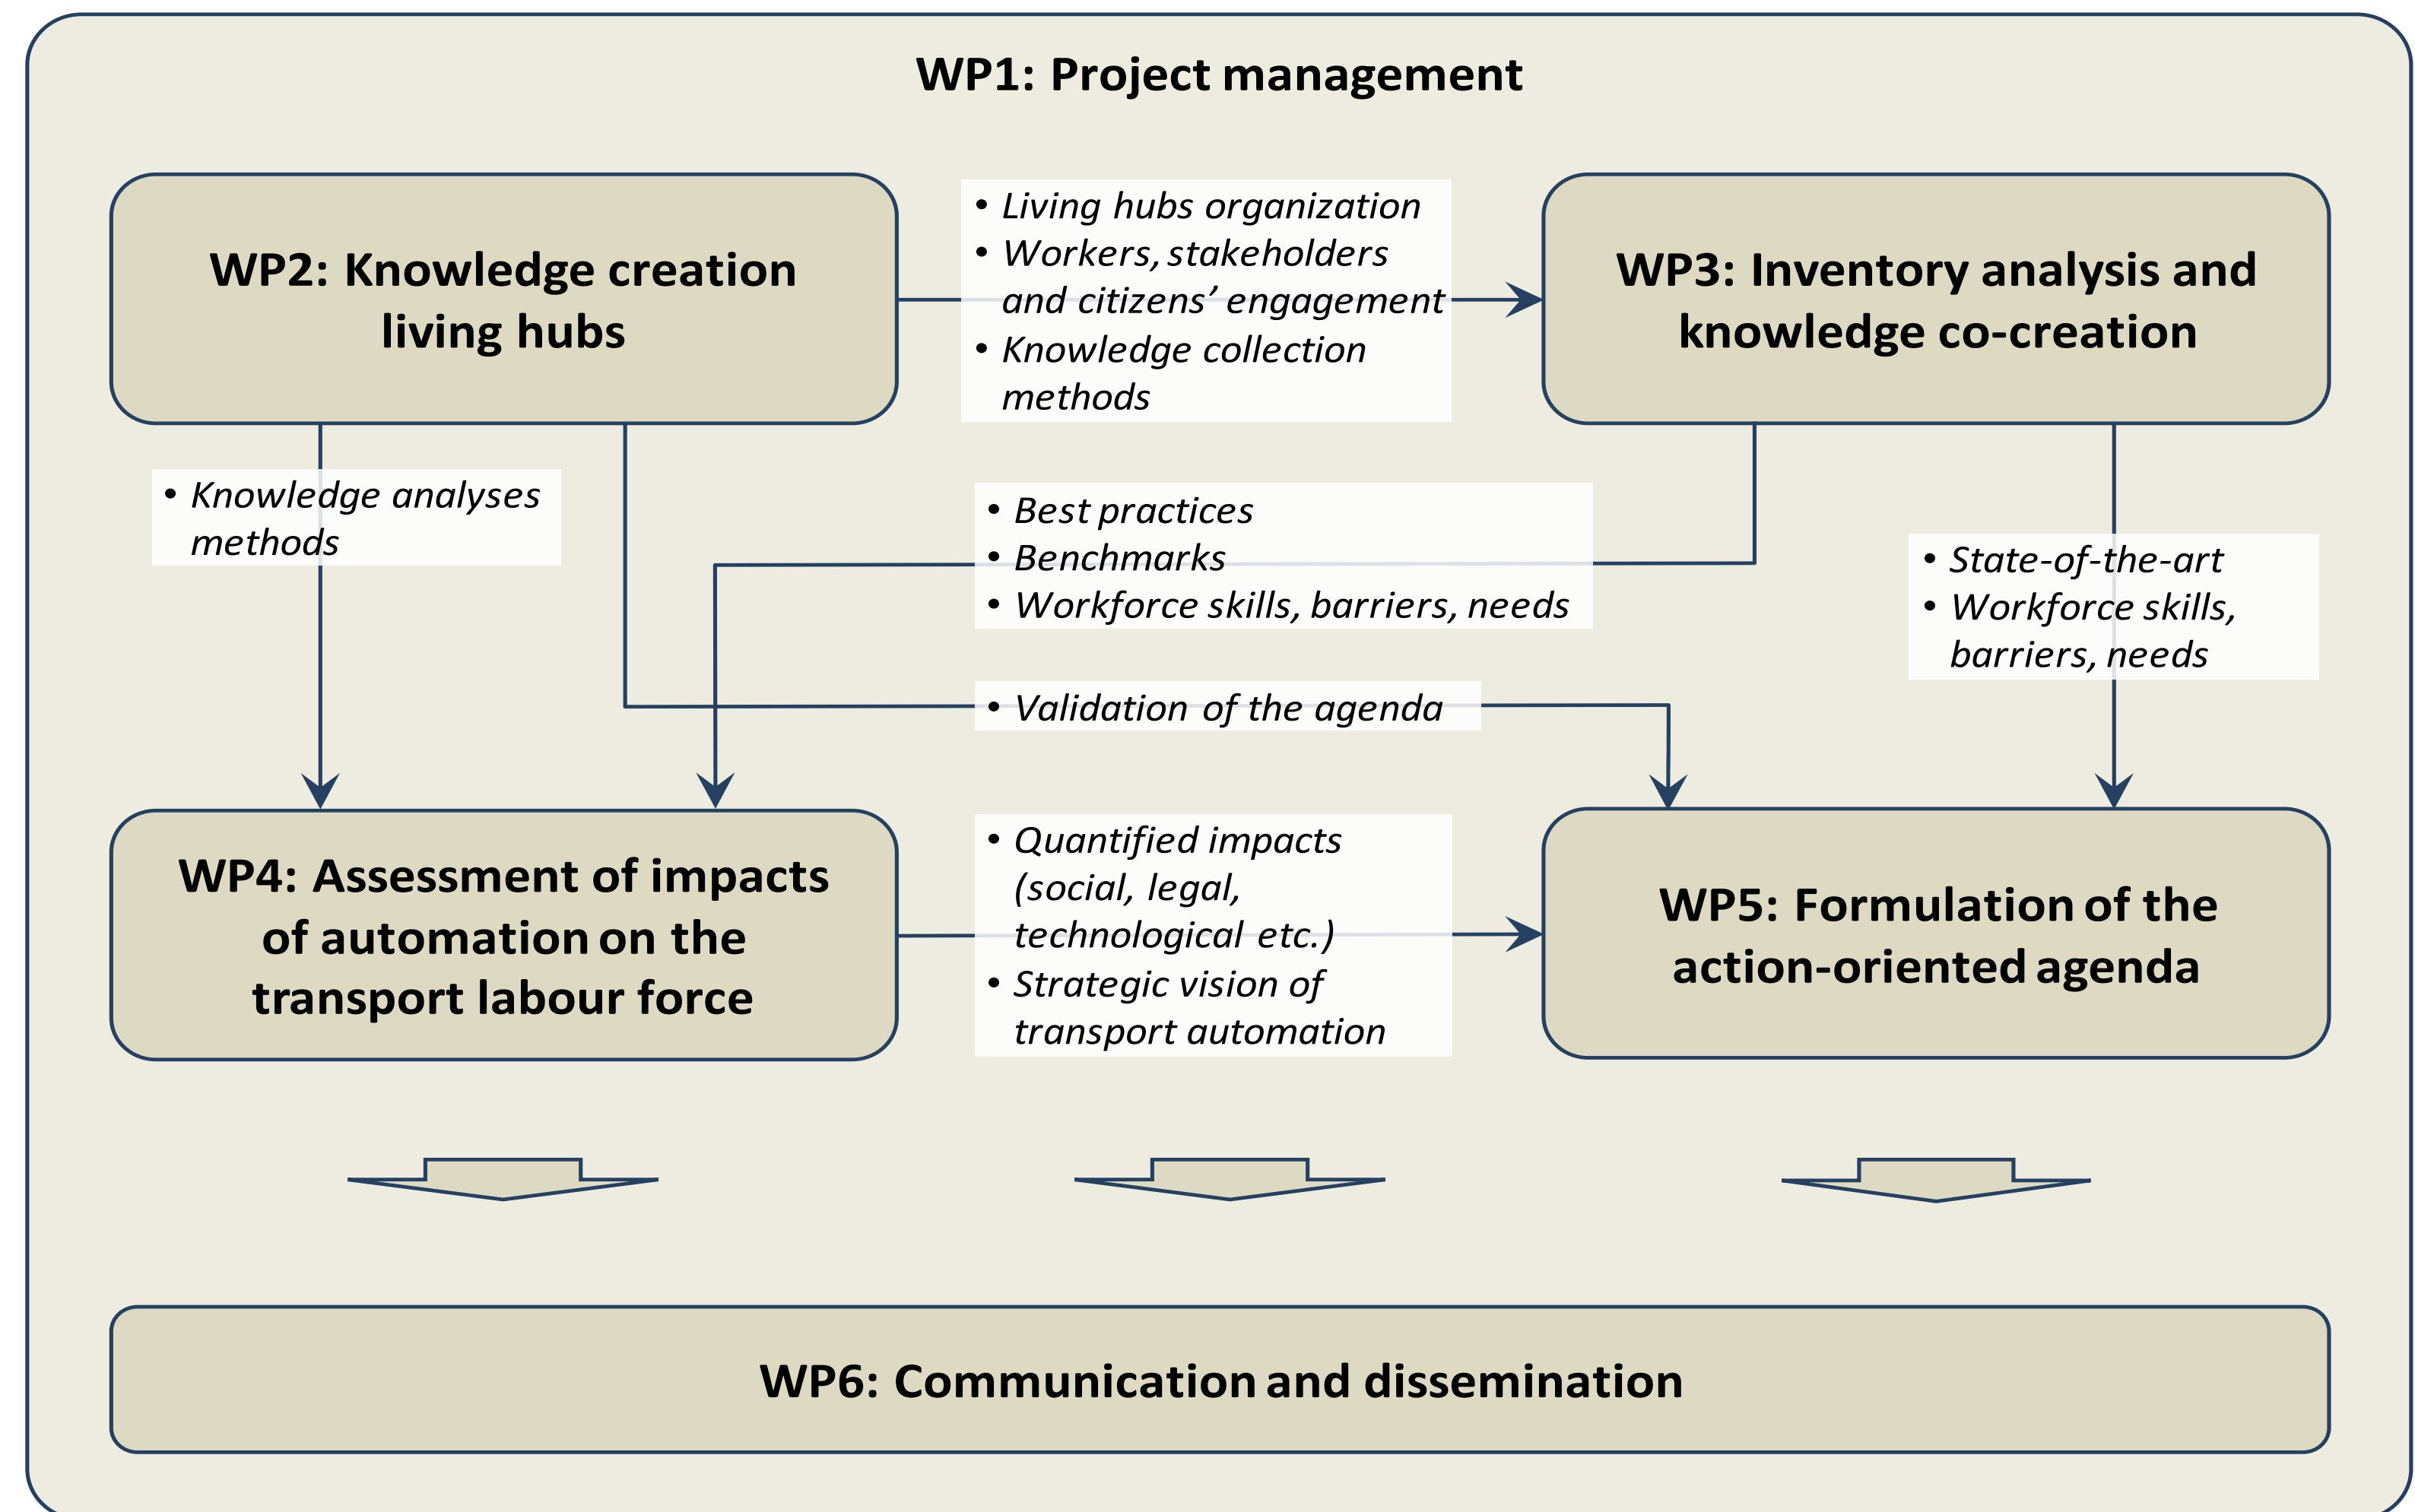 WP1: Project management
WP2: Knowledge creation
living hubs
• Living hubs organization
• Workers, stakeholders
and citizens’ engagement
• Knowledge collection
methods
WP3: Inventory analysis and
knowledge co-creation
• Knowledge analyses
methods
• Best practices
• Benchmarks
• Workforce skills, barriers, needs
• State-of-the-art
• Workforce skills,
barriers, needs
• Validation of the agenda
WP4: Assessment of impacts
of automation on the
transport labour force
• Quantified impacts
(social, legal,
technological etc.)
• Strategic vision of
transport automation
WP5: Formulation of the
action-oriented agenda
WP6: Communication and dissemination